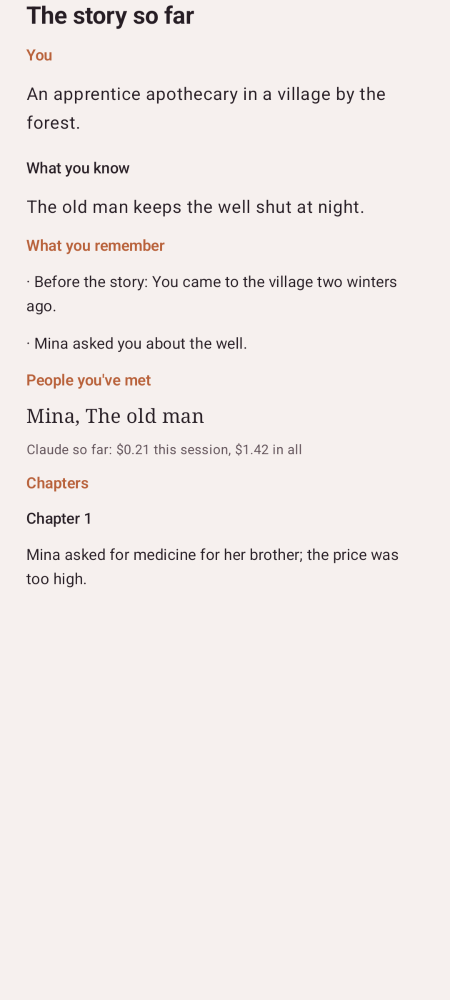 The story so far
You
An apprentice apothecary in a village by the
forest.
What you know
The old man keeps the well shut at night.
What you remember
· Before the story: You came to the village two winters
ago.
· Mina asked you about the well.
People you've met
Mina, The old man
Claude so far: $0.21 this session, $1.42 in all
Chapters
Chapter 1
Mina asked for medicine for her brother; the price was
too high.